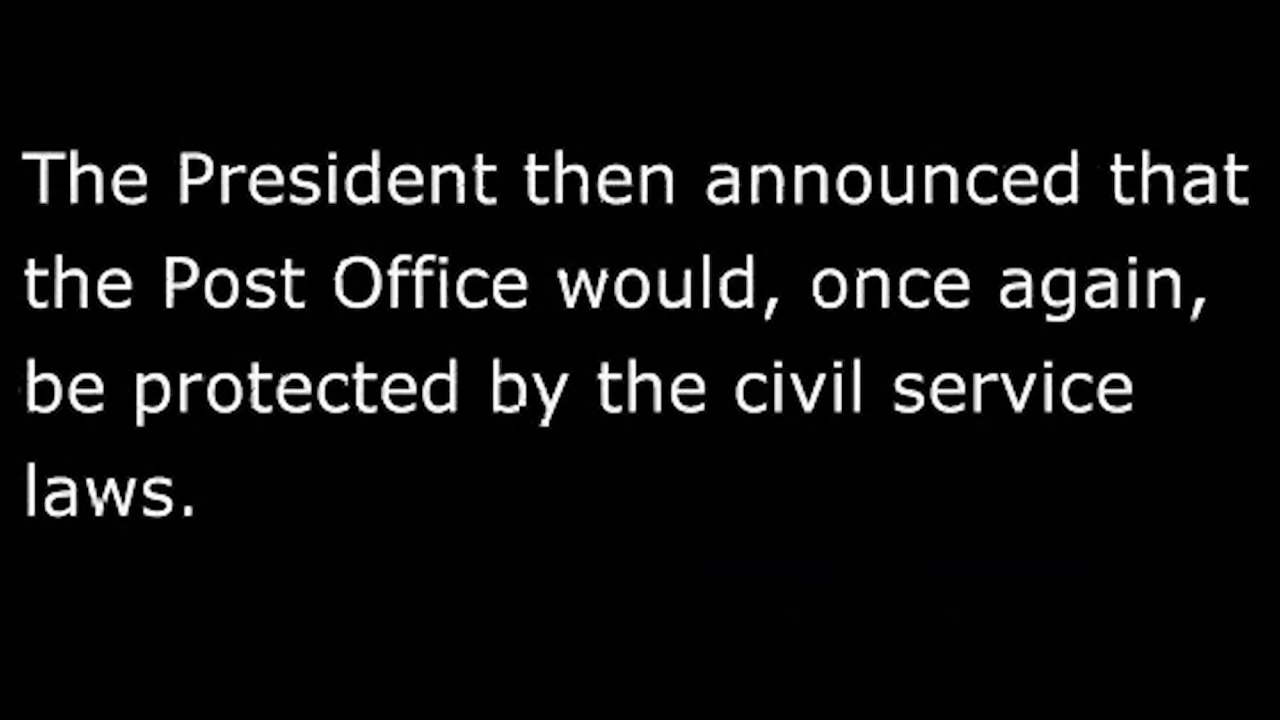 The President then announced that
the Post Office would, once again,
be protected by the civil service
laws.